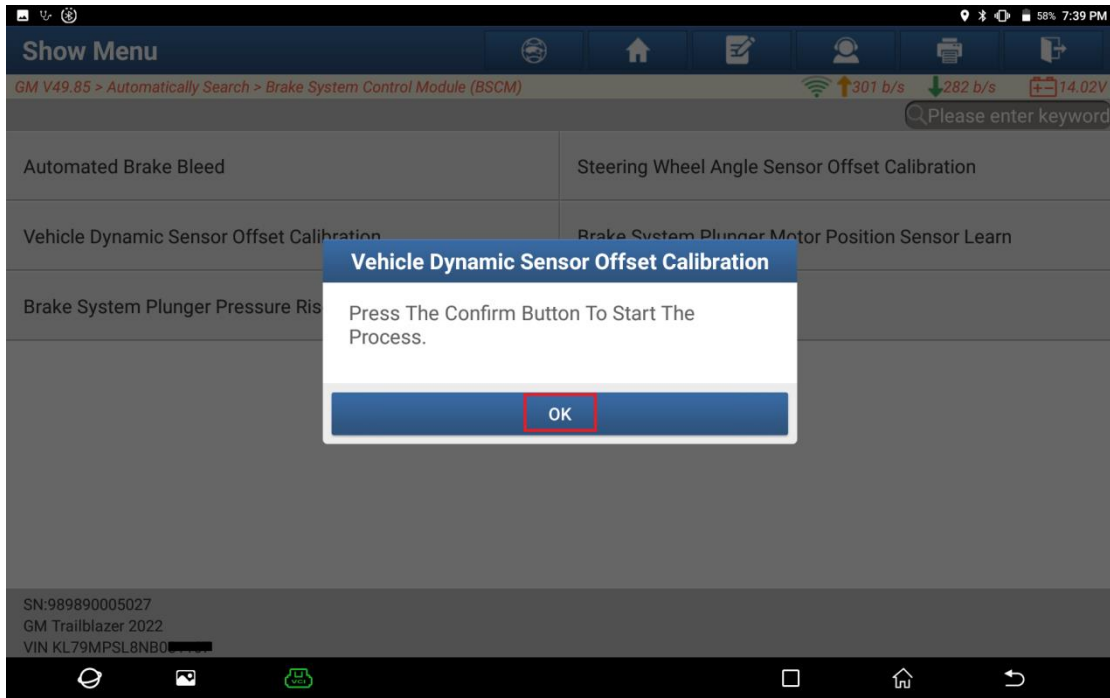 58% 7:39 PM
Show Menu
GM V49.85 > Automatically Search > Brake System Control Module (BSCM)
301 b/s
282 b/s
14.02V
Please enter keyword
Automated Brake Bleed
Steering Wheel Angle Sensor Offset Calibration
Vehicle Dynamic Sensor Offset Calibration
Brake System Plunger Motor Position Sensor Learn
Brake System Plunger Pressure Ris
Vehicle Dynamic Sensor Offset Calibration
Press The Confirm Button To Start The
Process.
OK
SN:989890005027
GM Trailblazer 2022
VIN KL79MPSL8NB0
VCI